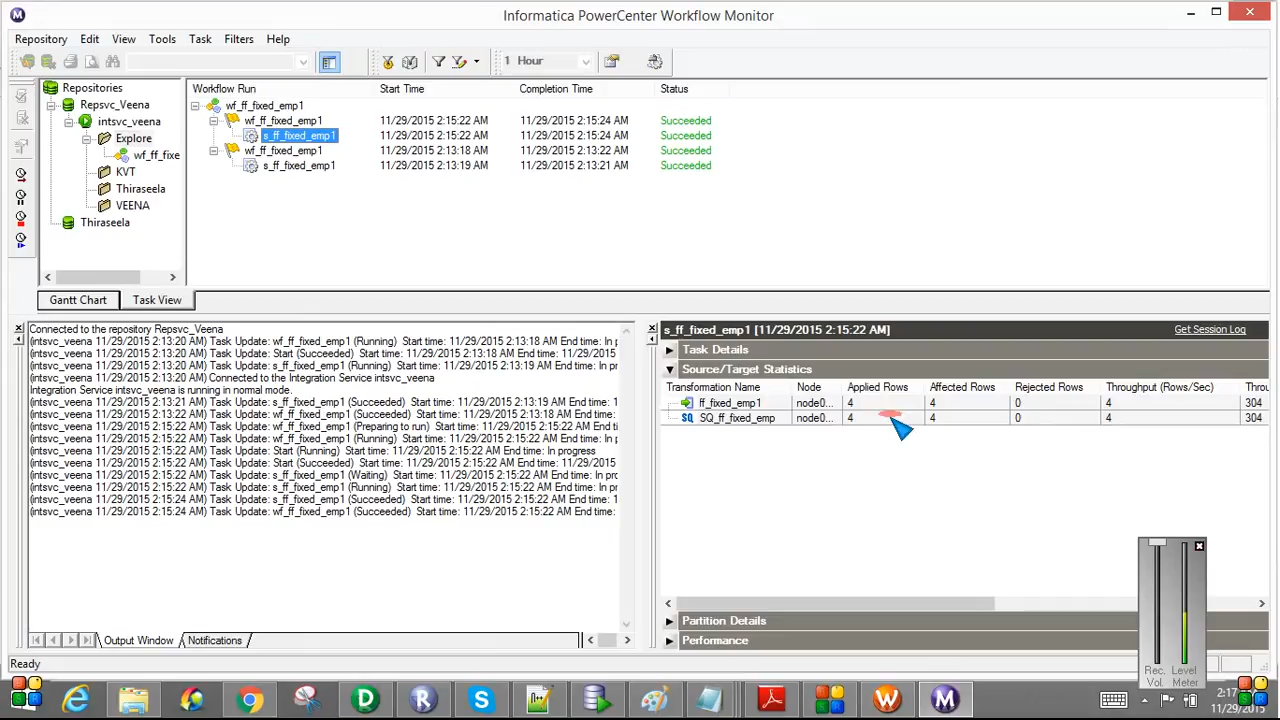 Informatica PowerCenter Workflow Monitor
Repository Edit View Tools Task Filters Help
1 Hour
Repositories
Repsvc_Veena
intsvc_veena
Explore
wf_ff_fixe
KVT
Thiraseela
VEENA
Thiraseela
Workflow Run Start Time Completion Time Status
wf_ff_fixed_emp1
wf_ff_fixed_emp1 11/29/2015 2:15:22 AM 11/29/2015 2:15:24 AM Succeeded
s_ff_fixed_emp1 11/29/2015 2:15:22 AM 11/29/2015 2:15:24 AM Succeeded
wf_ff_fixed_emp1 11/29/2015 2:13:18 AM 11/29/2015 2:13:22 AM Succeeded
s_ff_fixed_emp1 11/29/2015 2:13:19 AM 11/29/2015 2:13:21 AM Succeeded
Gantt Chart Task View
Connected to the repository Repsvc_Veena
(intsvc_veena 11/29/2015 2:13:20 AM) Task Update: wf_ff_fixed_emp1 (Running) Start time: 11/29/2015 2:13:18 AM End time: In p
(intsvc_veena 11/29/2015 2:13:20 AM) Task Update: Start (Succeeded) Start time: 11/29/2015 2:13:18 AM End time: 11/29/2015
(intsvc_veena 11/29/2015 2:13:20 AM) Task Update: s_ff_fixed_emp1 (Running) Start time: 11/29/2015 2:13:19 AM End time: In p
(intsvc_veena 11/29/2015 2:13:20 AM) Connected to the Integration Service intsvc_veena
Integration Service intsvc_veena is running in normal mode.
(intsvc_veena 11/29/2015 2:13:21 AM) Task Update: s_ff_fixed_emp1 (Succeeded) Start time: 11/29/2015 2:13:19 AM End time: 1
(intsvc_veena 11/29/2015 2:13:22 AM) Task Update: wf_ff_fixed_emp1 (Succeeded) Start time: 11/29/2015 2:13:18 AM End time:
(intsvc_veena 11/29/2015 2:15:22 AM) Task Update: wf_ff_fixed_emp1 (Preparing to run) Start time: 11/29/2015 2:15:22 AM End ti
(intsvc_veena 11/29/2015 2:15:22 AM) Task Update: wf_ff_fixed_emp1 (Running) Start time: 11/29/2015 2:15:22 AM End time: In p
(intsvc_veena 11/29/2015 2:15:22 AM) Task Update: Start (Running) Start time: 11/29/2015 2:15:22 AM End time: In progress
(intsvc_veena 11/29/2015 2:15:22 AM) Task Update: Start (Succeeded) Start time: 11/29/2015 2:15:22 AM End time: 11/29/2015
(intsvc_veena 11/29/2015 2:15:22 AM) Task Update: s_ff_fixed_emp1 (Waiting) Start time: 11/29/2015 2:15:22 AM End time: In pro
(intsvc_veena 11/29/2015 2:15:22 AM) Task Update: s_ff_fixed_emp1 (Running) Start time: 11/29/2015 2:15:22 AM End time: In p
(intsvc_veena 11/29/2015 2:15:24 AM) Task Update: s_ff_fixed_emp1 (Succeeded) Start time: 11/29/2015 2:15:22 AM End time: 1
(intsvc_veena 11/29/2015 2:15:24 AM) Task Update: wf_ff_fixed_emp1 (Succeeded) Start time: 11/29/2015 2:15:22 AM End time:
Output Window Notifications
s_ff_fixed_emp1 [11/29/2015 2:15:22 AM] Get Session Log
Task Details
Source/Target Statistics
Transformation Name Node Applied Rows Affected Rows Rejected Rows Throughput (Rows/Sec) Throu
ff_fixed_emp1 node0... 4 4 0 4 304
SQ SQ_ff_fixed_emp node0... 4 4 0 4 304
Partition Details
Performance
Rec. Level
Vol Meter
Ready
2:17
11/29/2015